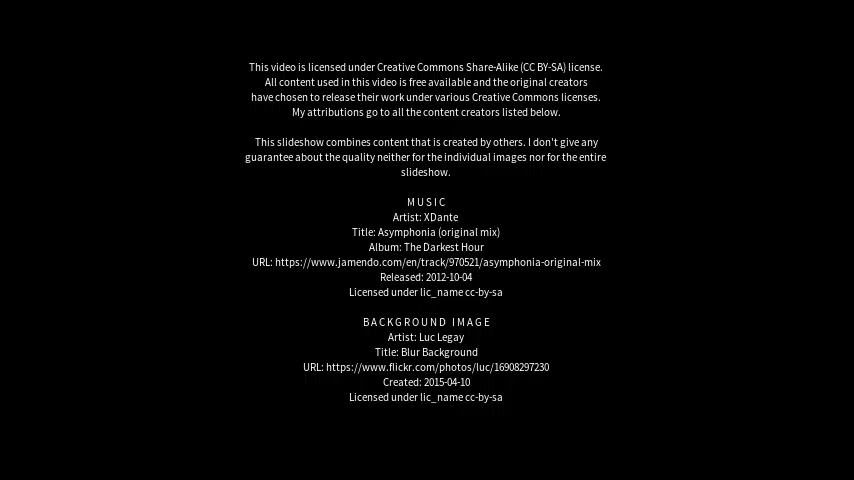 This video is licensed under Creative Commons Share-Alike (CC BY-SA) license.
All content used in this video is free available and the original creators
have chosen to release their work under various Creative Commons licenses.
My attributions go to all the content creators listed below.
This slideshow combines content that is created by others. I don't give any
guarantee about the quality neither for the individual images nor for the entire
slideshow.
MUSIC
Artist: XDante
Title: Asymphonia (original mix)
Album: The Darkest Hour
URL: https://www.jamendo.com/en/track/970521/asymphonia-original-mix
Released: 2012-10-04
Licensed under lic_name cc-by-sa
BACKGROUND IMAGE
Artist: Luc Legay
Title: Blur Background
URL: https://www.flickr.com/photos/luc/16908297230
Created: 2015-04-10
Licensed under lic_name cc-by-sa